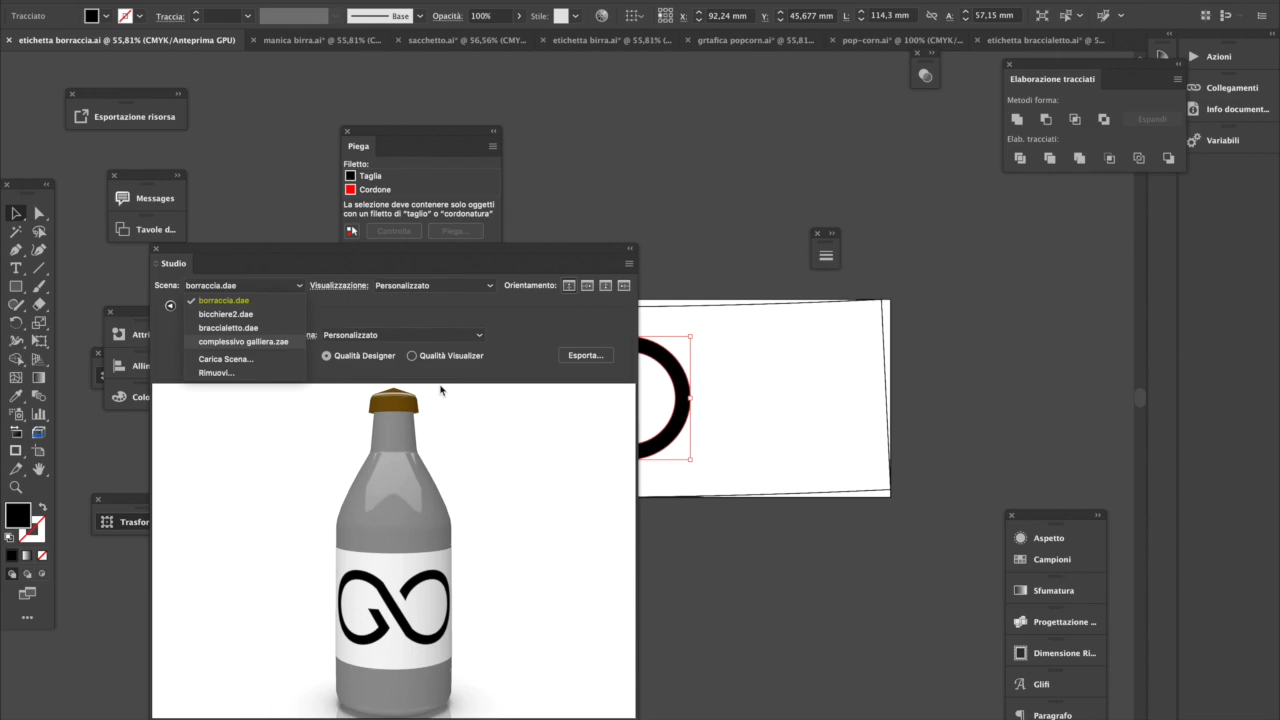 Tracciato Traccia: Base Opacità: 100% Stile: X: 92,24 mm Y: 45,677 mm L: 114,3 mm A: 57,15 mm
etichetta borraccia.ai @ 55,81% (CMYK/Anteprima GPU) manica birra.ai* @ 55,81% (C... sacchetto.ai* @ 56,56% (CMY... etichetta birra.ai* @ 55,81% (... grtafica popcorn.ai* @ 55,81... pop-corn.ai* @ 100% (CMYK/... etichetta braccialetto.ai* @ 5...
Azioni
Collegamenti
Info document...
Variabili
Elaborazione tracciati
Metodi forma:
Espandi
Elab. tracciati:
Esportazione risorsa
Messages
Tavole d...
Piega
Filetto:
Taglia
Cordone
La selezione deve contenere solo oggetti
con un filetto di "taglio" o "cordonatura"
Controlla Piega...
Studio
Scena: borraccia.dae Visualizzazione: Personalizzato Orientamento:
borraccia.dae
bicchiere2.dae
braccialetto.dae
complessivo galliera.zae
Carica Scena...
Rimuovi...
na: Personalizzato
Qualità Designer Qualità Visualizer Esporta...
Attri
Allin
Colo
Trasfor
GO
Aspetto
Campioni
Sfumatura
Progettazione ...
Dimensione Ri...
Glifi
Paragrafo